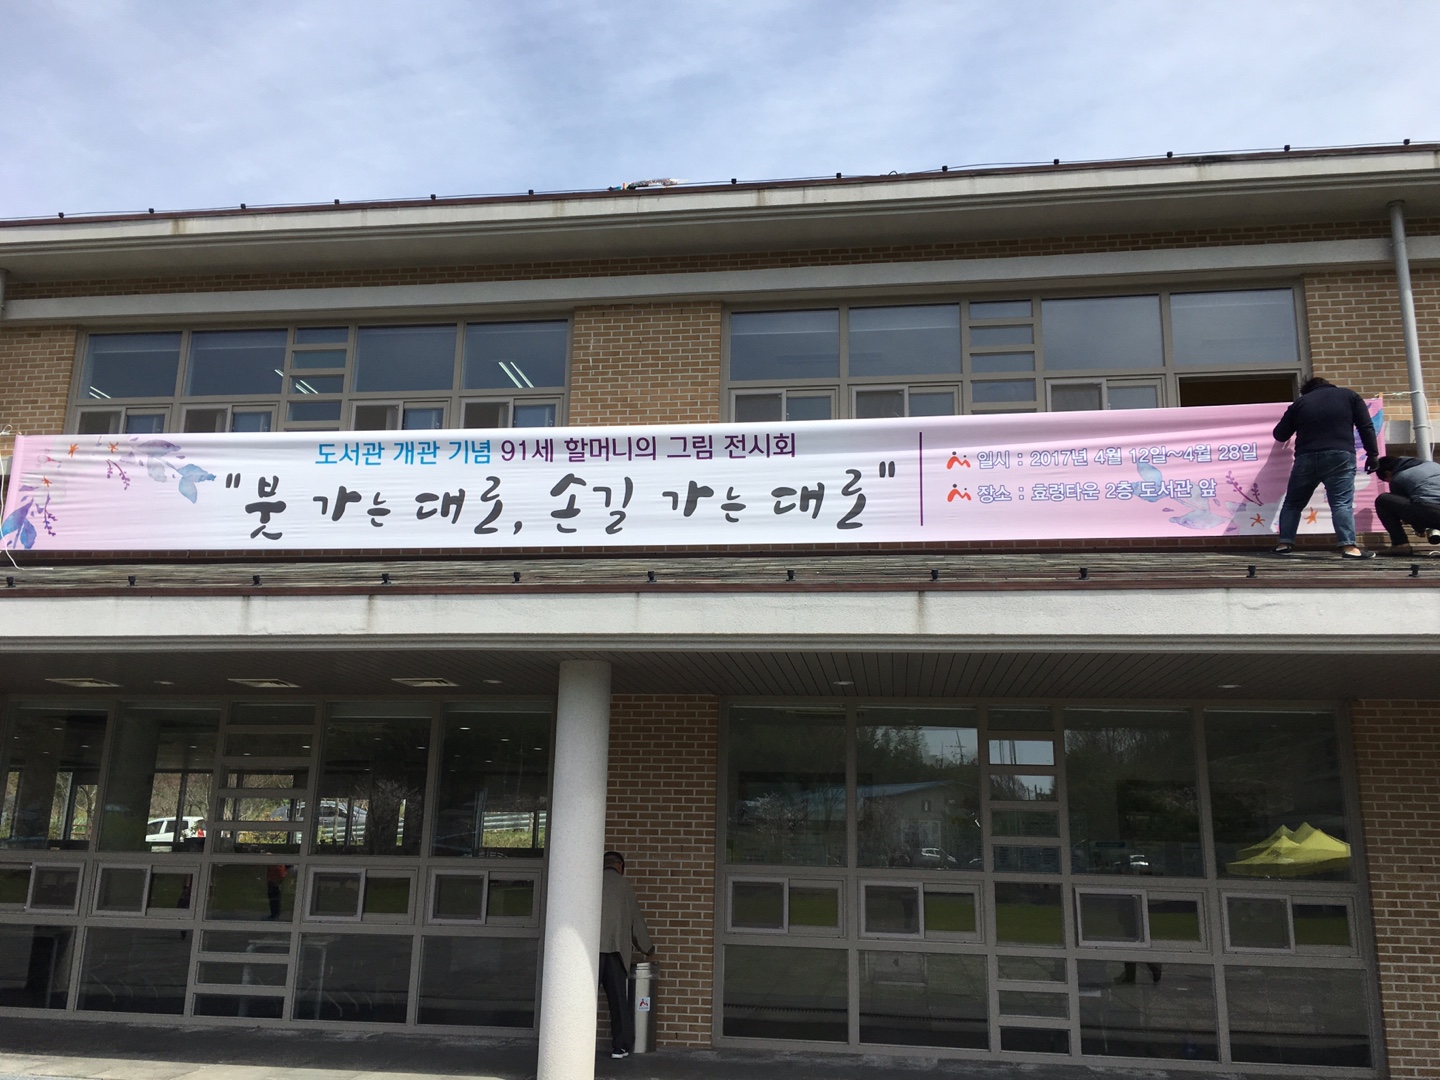 도서관 개관 기념 91세 할머니의 그림 전시회
"붓 가는 대로, 손길 가는 대로"
일시 : 2017년 4월 12일~4월 28일
장소 : 효령타운 2층 도서관 앞